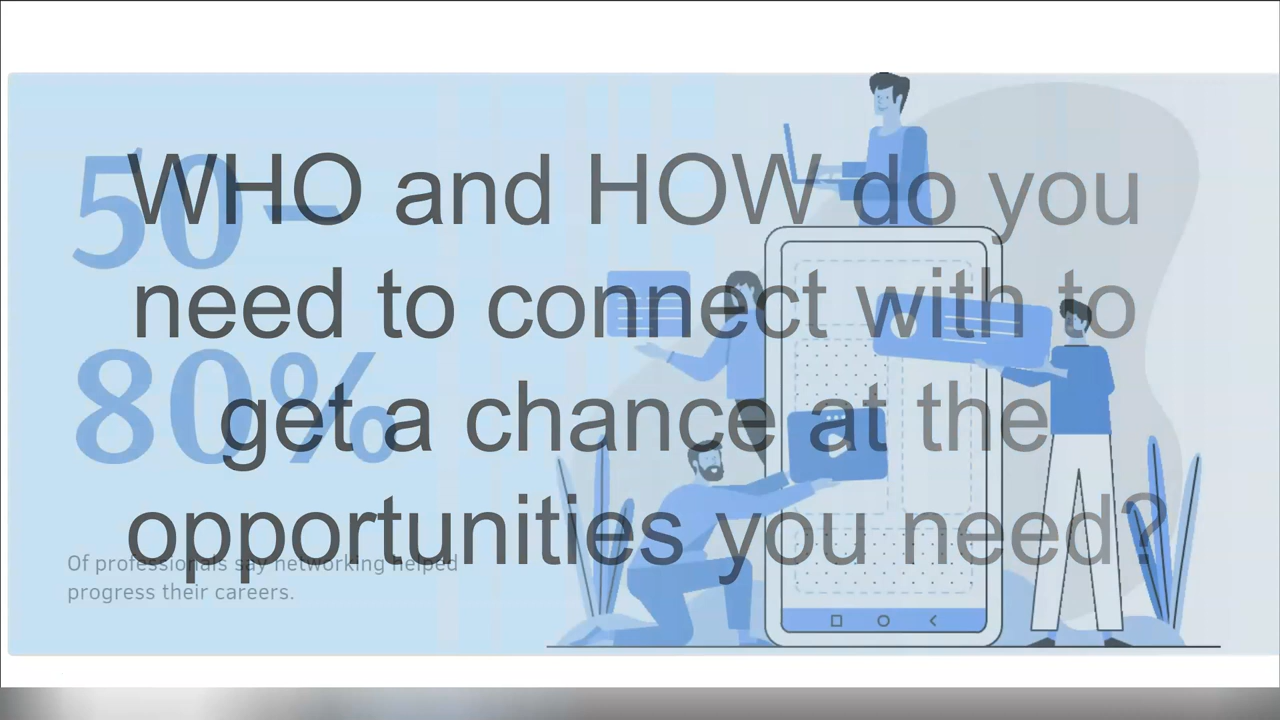 WHO and HOW do you
need to connect with to
get a chance at the
opportunities you need?
50 –
80%
Of professionals say networking helped
progress their careers.